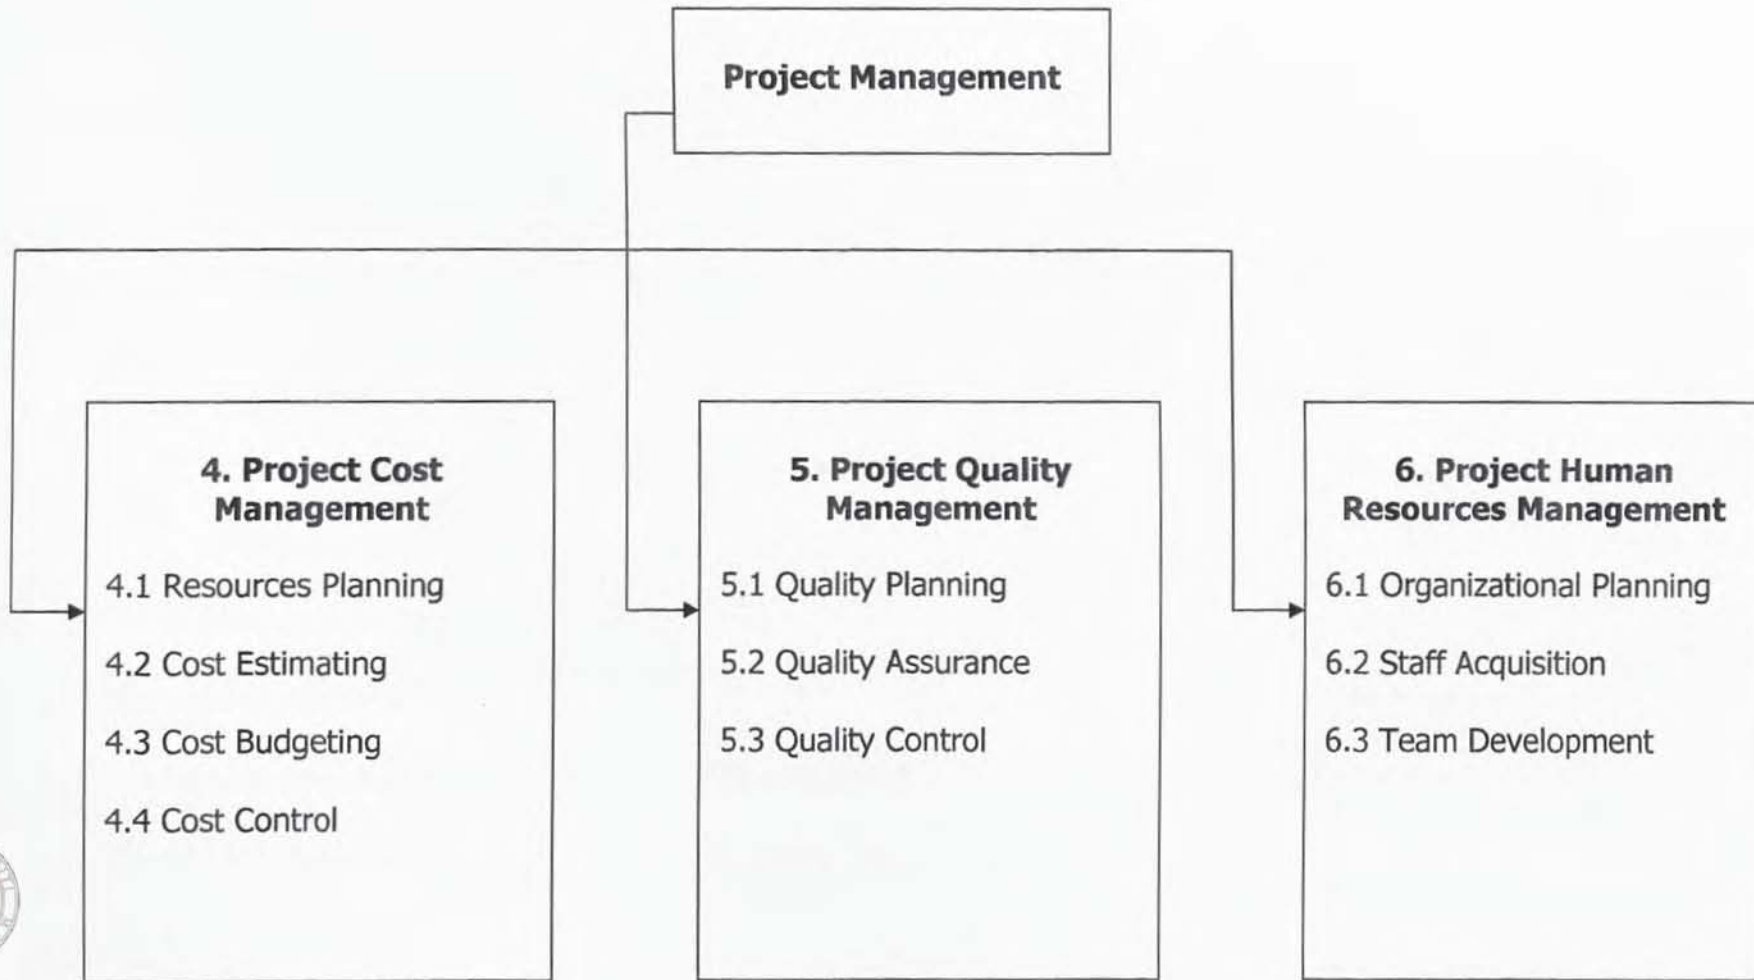 Project Management
4. Project Cost
Management
4.1 Resources Planning
4.2 Cost Estimating
4.3 Cost Budgeting
4.4 Cost Control
5. Project Quality
Management
5.1 Quality Planning
5.2 Quality Assurance
5.3 Quality Control
6. Project Human
Resources Management
6.1 Organizational Planning
6.2 Staff Acquisition
6.3 Team Development